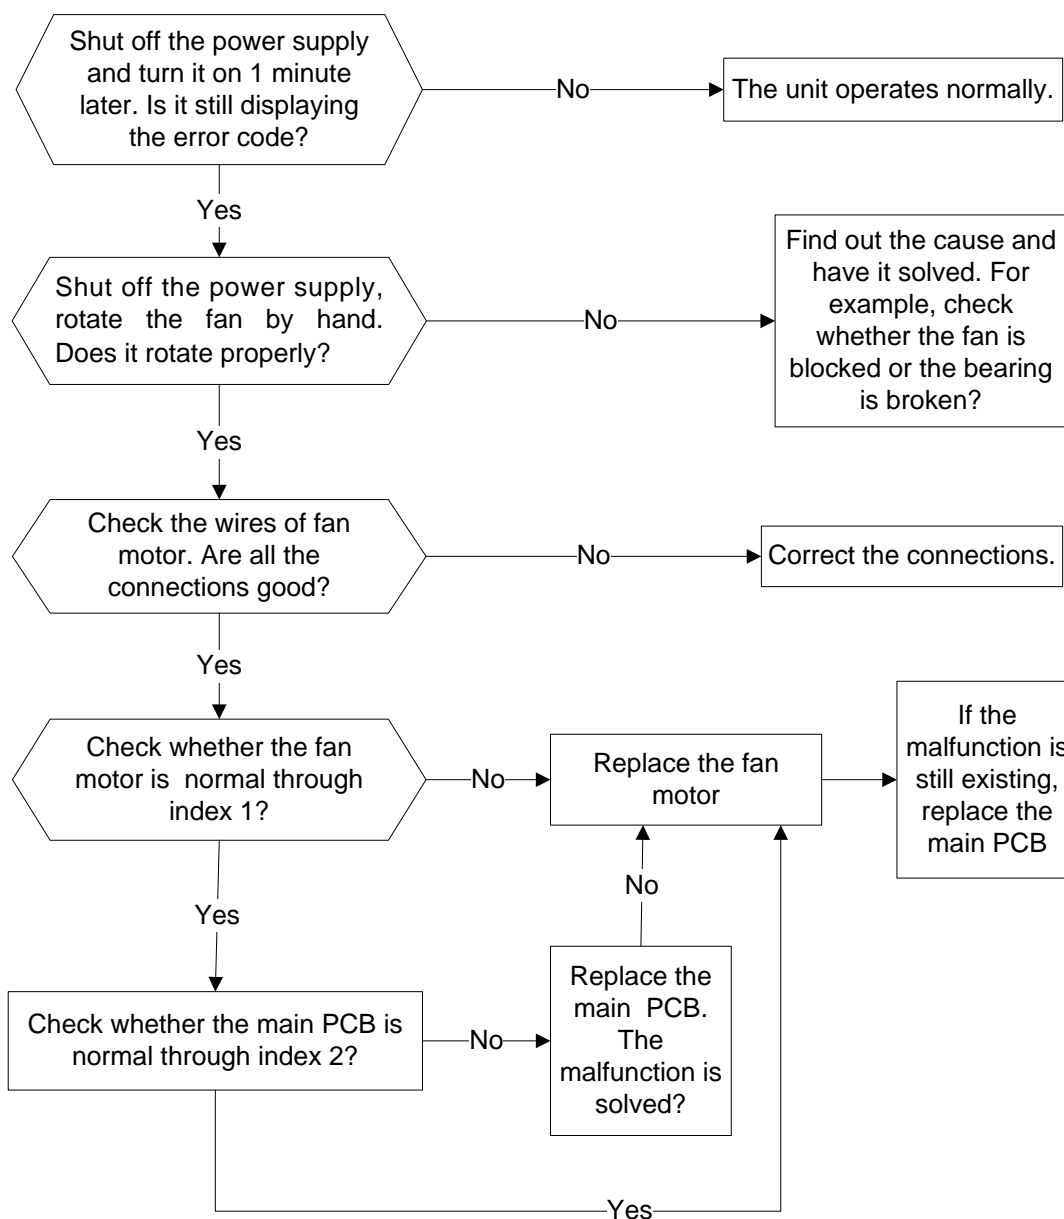 Shut off the power supply
and turn it on 1 minute
later. Is it still displaying
the error code?
No
The unit operates normally.
Yes
Shut off the power supply,
rotate the fan by hand.
Does it rotate properly?
No
Find out the cause and
have it solved. For
example, check
whether the fan is
blocked or the bearing
is broken?
Yes
Check the wires of fan
motor. Are all the
connections good?
No
Correct the connections.
Yes
Check whether the fan
motor is normal through
index 1?
No
Replace the fan
motor
If the
malfunction is
still existing,
replace the
main PCB
Yes
No
Check whether the main PCB is
normal through index 2?
No
Replace the
main PCB.
The
malfunction is
solved?
Yes